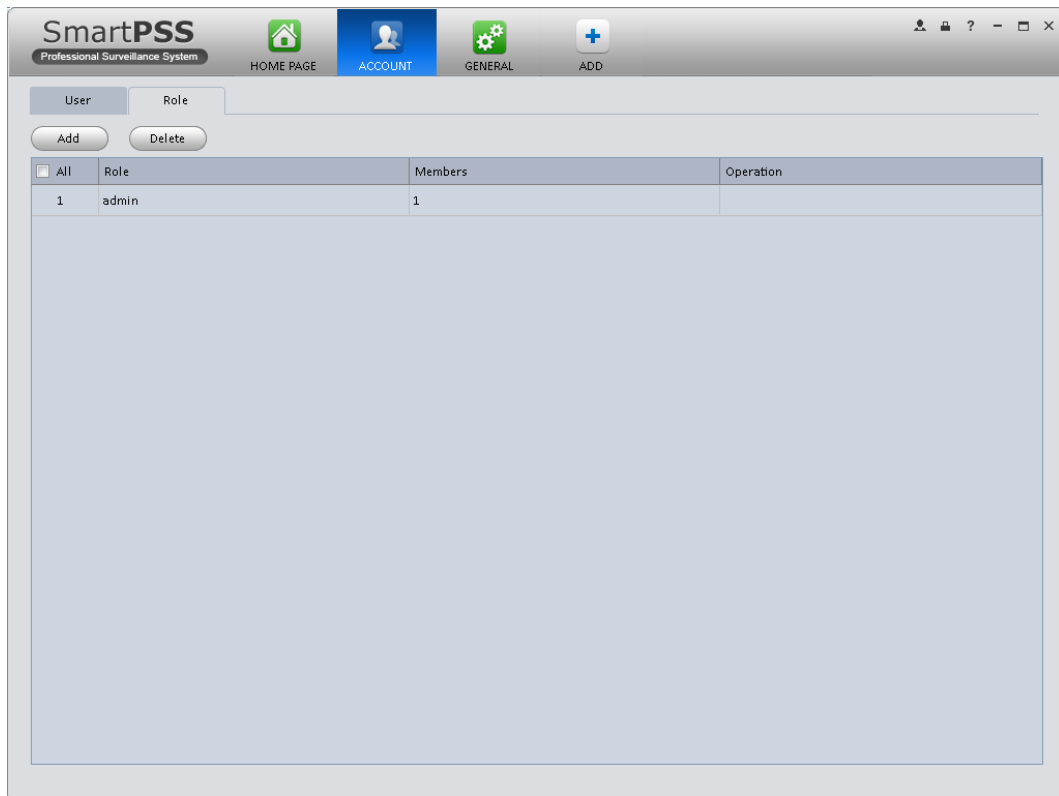 SmartPSS
Professional Surveillance System
HOME PAGE
ACCOUNT
GENERAL
ADD
?
User
Role
Add
Delete
All Role Members Operation
1 admin 1